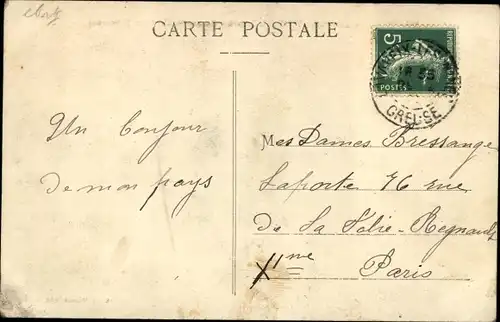 CARTE POSTALE
5
POSTES
CREUSE
Un bonjour
de mon pays
Mes Dames Bressange
Laporte 76 rue
de La Folie-Regnault
XIme
Paris